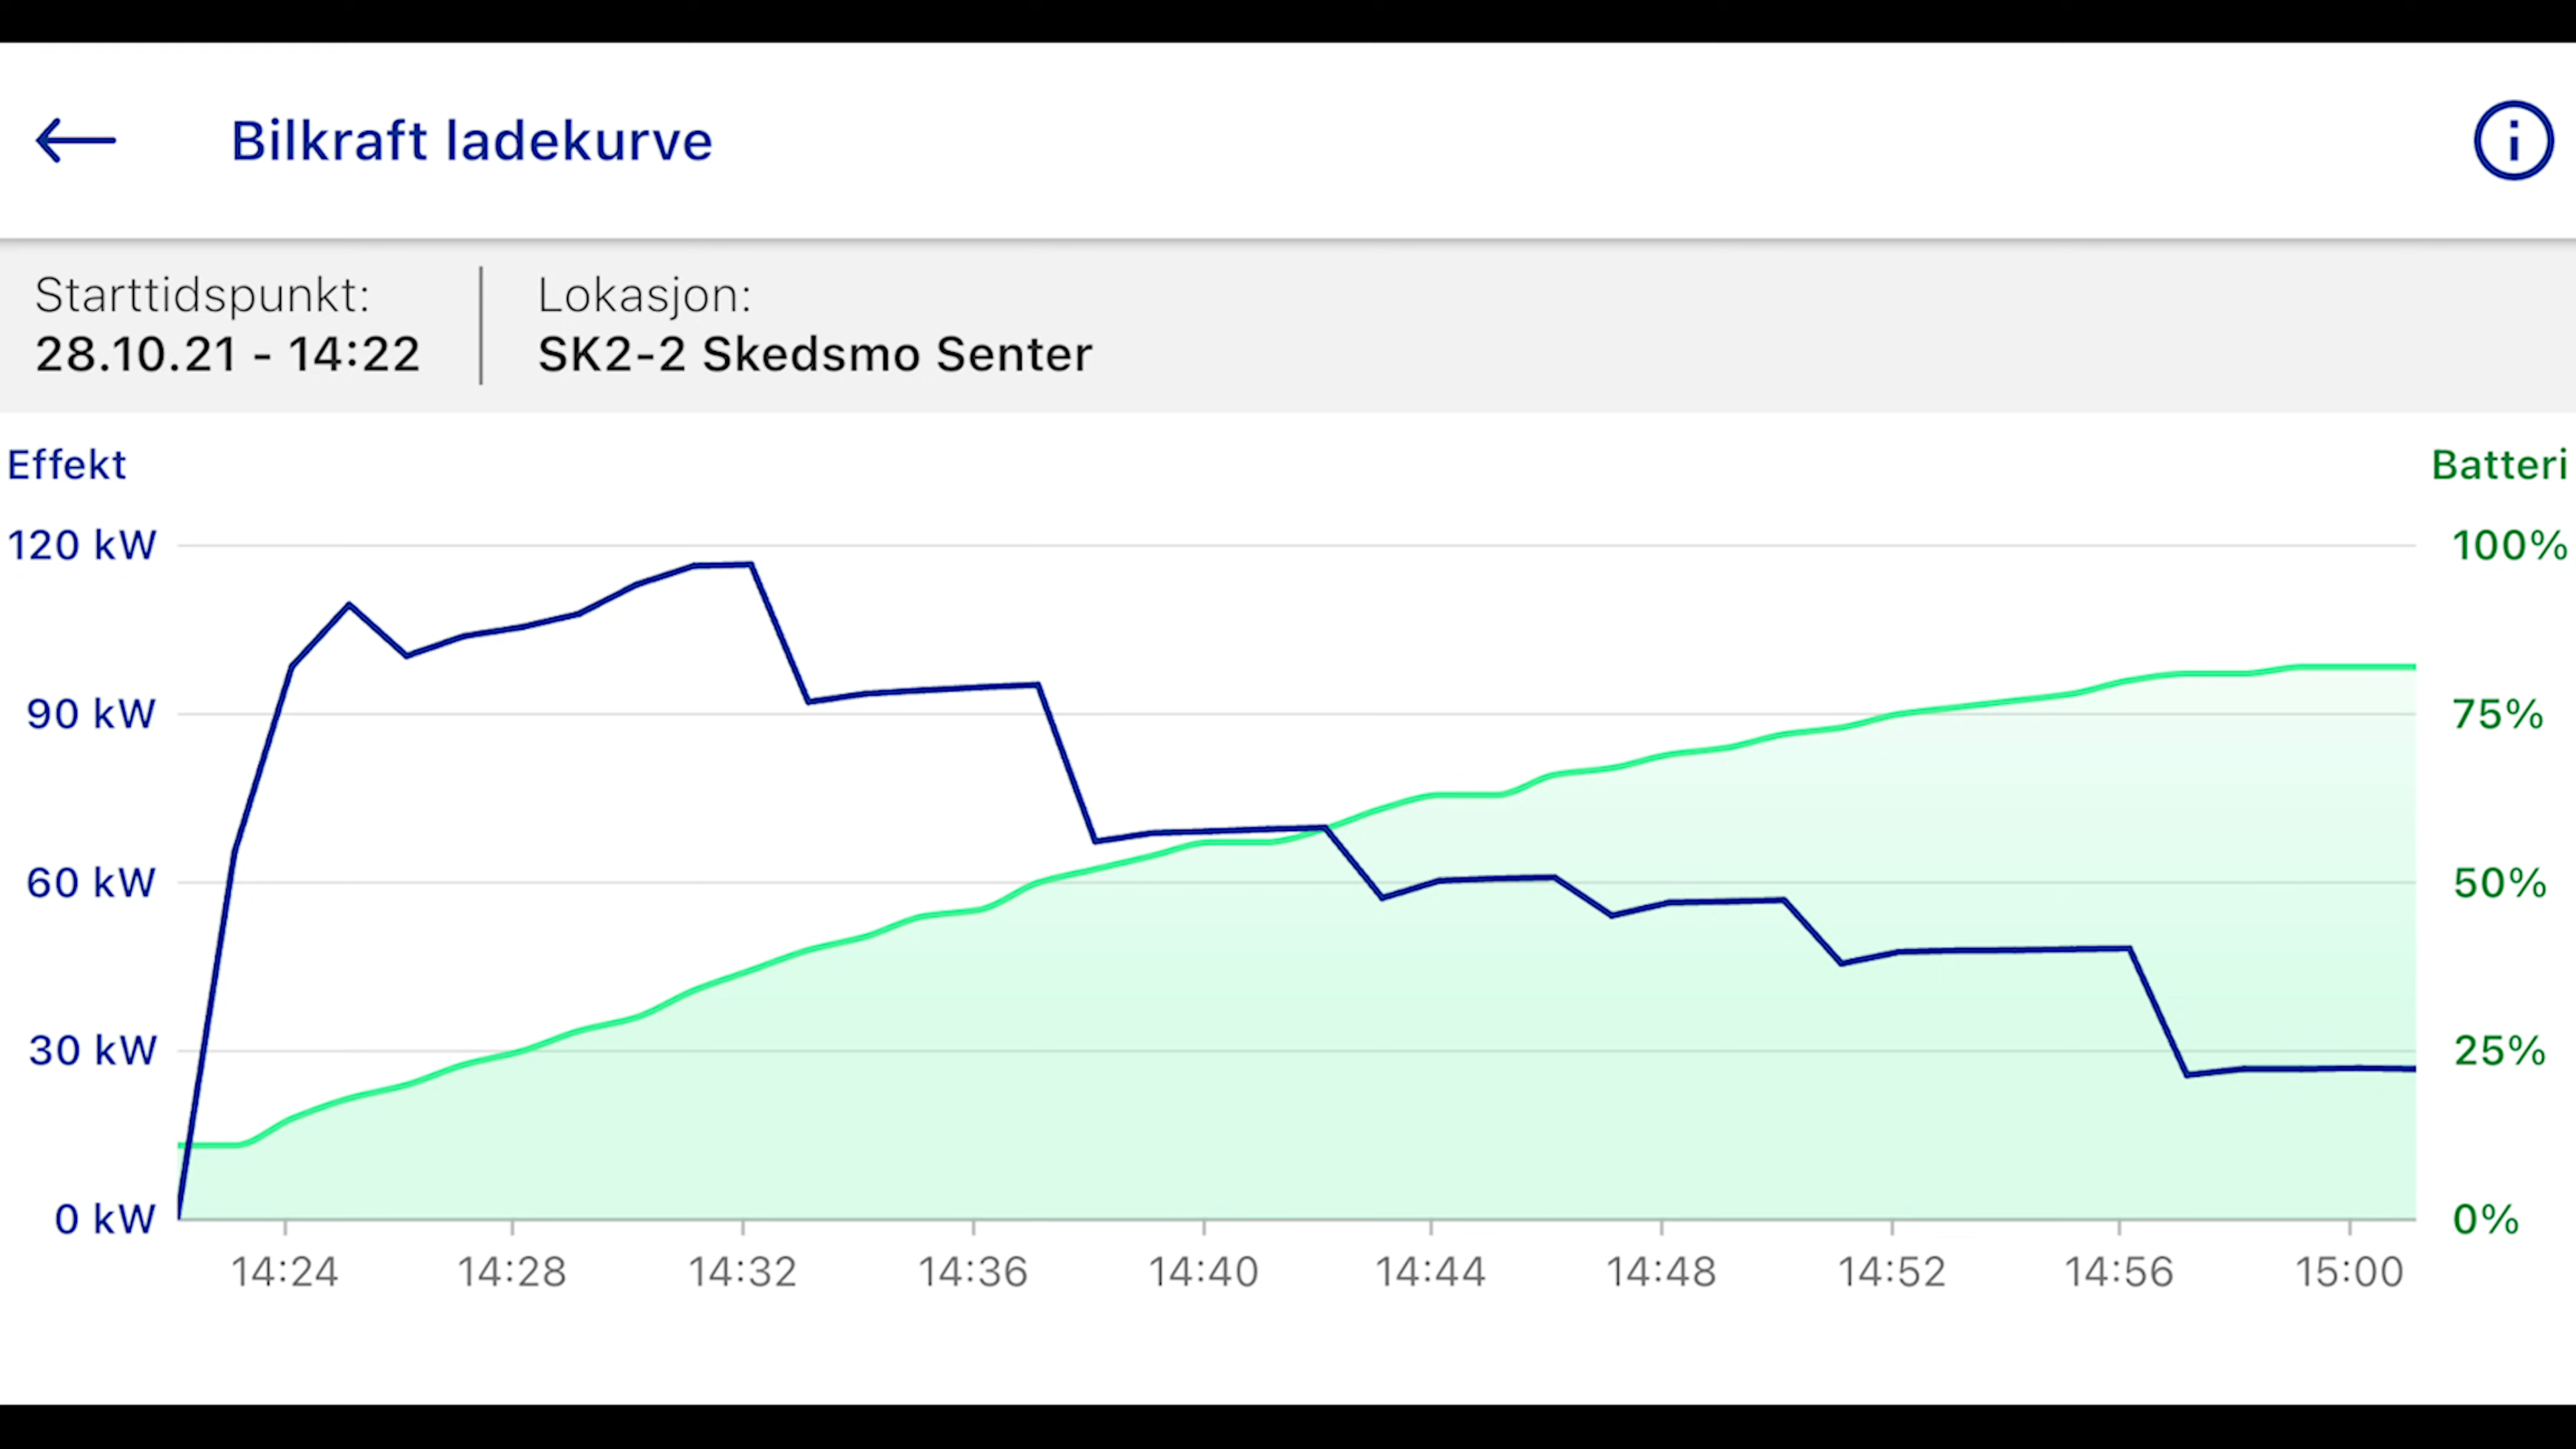 Bilkraft ladekurve
Starttidspunkt:
28.10.21 - 14:22
Lokasjon:
SK2-2 Skedsmo Senter
Effekt
Batteri
120 kW
100%
90 kW
75%
60 kW
50%
30 kW
25%
0 kW
0%
14:24 14:28 14:32 14:36 14:40 14:44 14:48 14:52 14:56 15:00